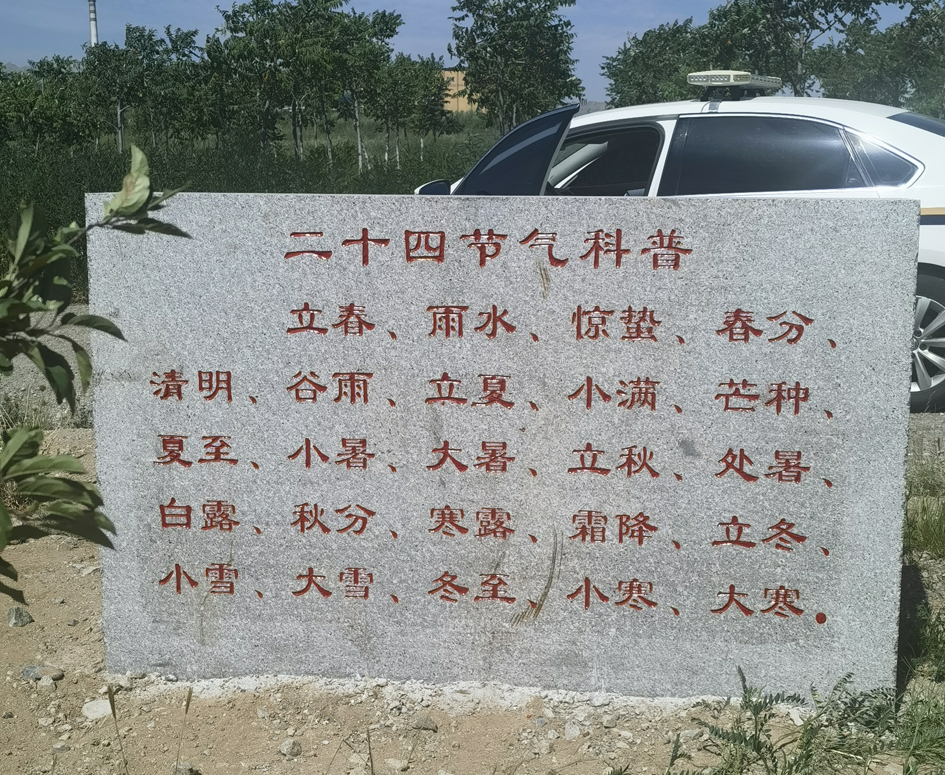 二十四节气科普
立春、雨水、惊蛰、春分、
清明、谷雨、立夏、小满、芒种、
夏至、小暑、大暑、立秋、处暑、
白露、秋分、寒露、霜降、立冬、
小雪、大雪、冬至、小寒、大寒。